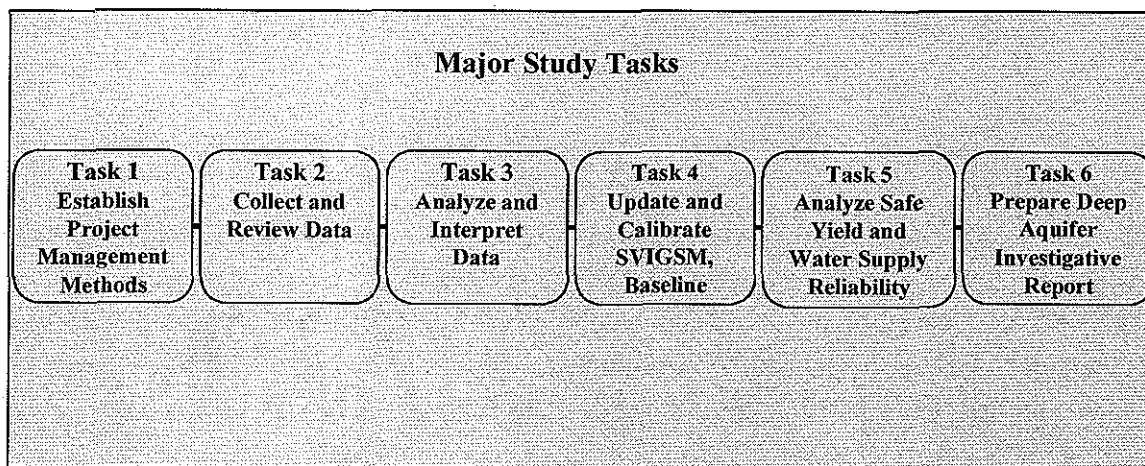 Major Study Tasks
Task 1
Establish
Project
Management
Methods
Task 2
Collect and
Review Data
Task 3
Analyze and
Interpret
Data
Task 4
Update and
Calibrate
SVIGSM,
Baseline
Task 5
Analyze Safe
Yield and
Water Supply
Reliability
Task 6
Prepare Deep
Aquifer
Investigative
Report